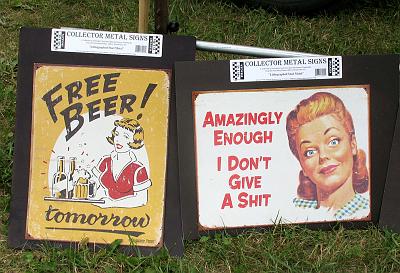 COLLECTOR METAL SIGNS
FREE
BEER!
tomorrow
COLLECTOR METAL SIGNS
AMAZINGLY
ENOUGH
I DON'T
GIVE
A SHIT